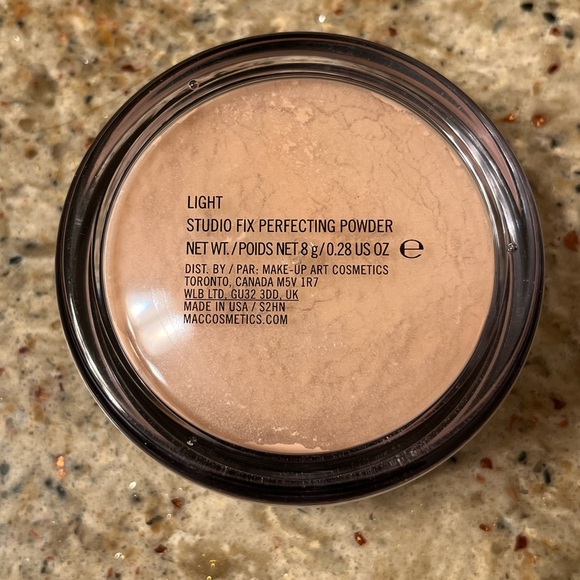 LIGHT
STUDIO FIX PERFECTING POWDER
NET WT./POIDS NET 8 g/0.28 US OZ ℮
DIST. BY / PAR: MAKE-UP ART COSMETICS
TORONTO, CANADA M5V 1R7
WLB LTD, GU32 3DD, UK
MADE IN USA / S2HN
MACCOSMETICS.COM